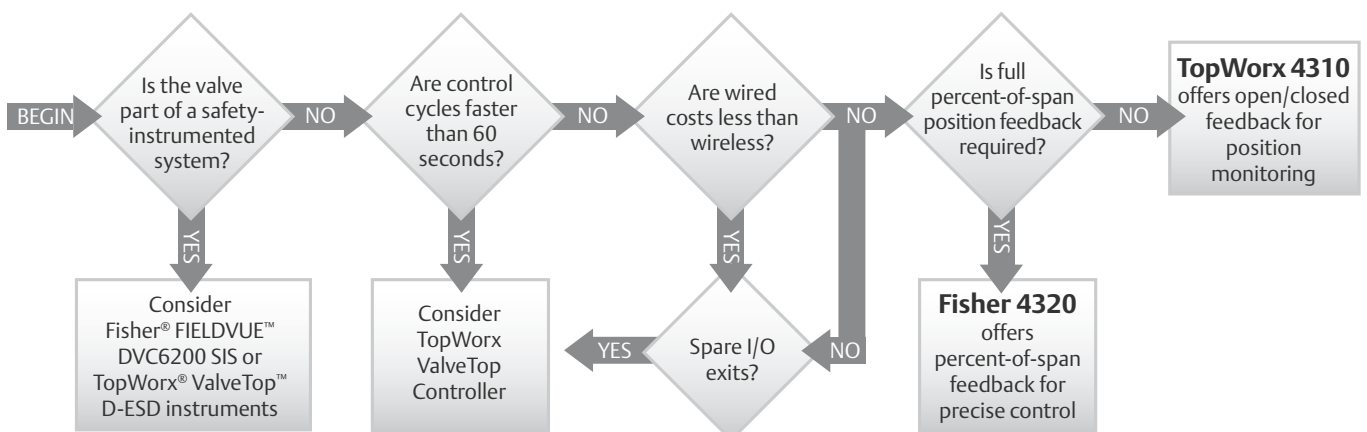 BEGIN
Is the valve
part of a safety-
instrumented
system?
NO
YES
Consider
Fisher® FIELDVUE™
DVC6200 SIS or
TopWorx® ValveTop™
D-ESD instruments
Are control
cycles faster
than 60
seconds?
NO
YES
Consider
TopWorx
ValveTop
Controller
Are wired
costs less than
wireless?
NO
YES
Spare I/O
exits?
YES
NO
Is full
percent-of-span
position feedback
required?
NO
YES
Fisher 4320
offers
percent-of-span
feedback for
precise control
TopWorx 4310
offers open/closed
feedback for
position
monitoring